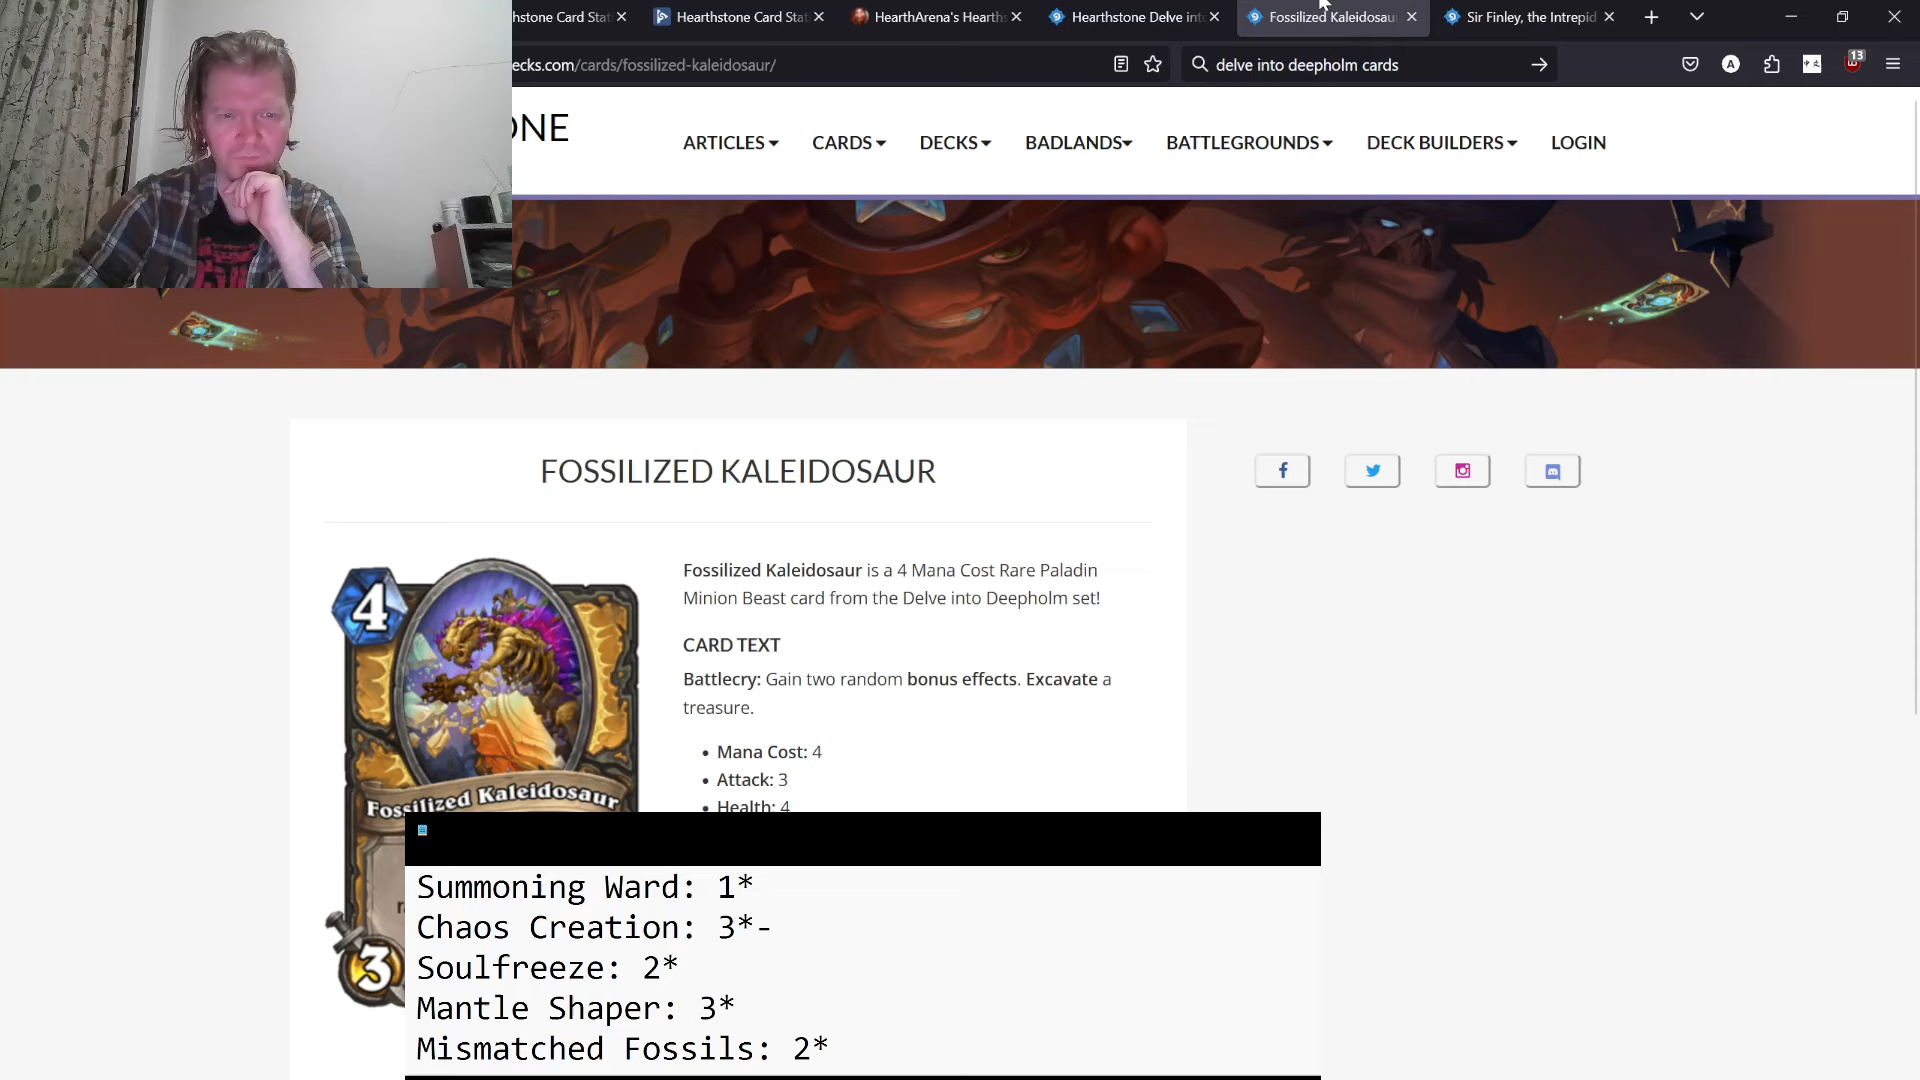 hstone Card Stat
Hearthstone Card Stat
HearthArena's Hearths
Hearthstone Delve into
Fossilized Kaleidosau
Sir Finley, the Intrepid
ecks.com/cards/fossilized-kaleidosaur/
delve into deepholm cards
A
13
ONE
ARTICLES
CARDS
DECKS
BADLANDS
BATTLEGROUNDS
DECK BUILDERS
LOGIN
FOSSILIZED KALEIDOSAUR
4
Fossilized Kaleidosaur
3
Fossilized Kaleidosaur is a 4 Mana Cost Rare Paladin
Minion Beast card from the Delve into Deepholm set!
CARD TEXT
Battlecry: Gain two random bonus effects. Excavate a
treasure.
• Mana Cost: 4
• Attack: 3
• Health: 4
Summoning Ward: 1*
Chaos Creation: 3*-
Soulfreeze: 2*
Mantle Shaper: 3*
Mismatched Fossils: 2*